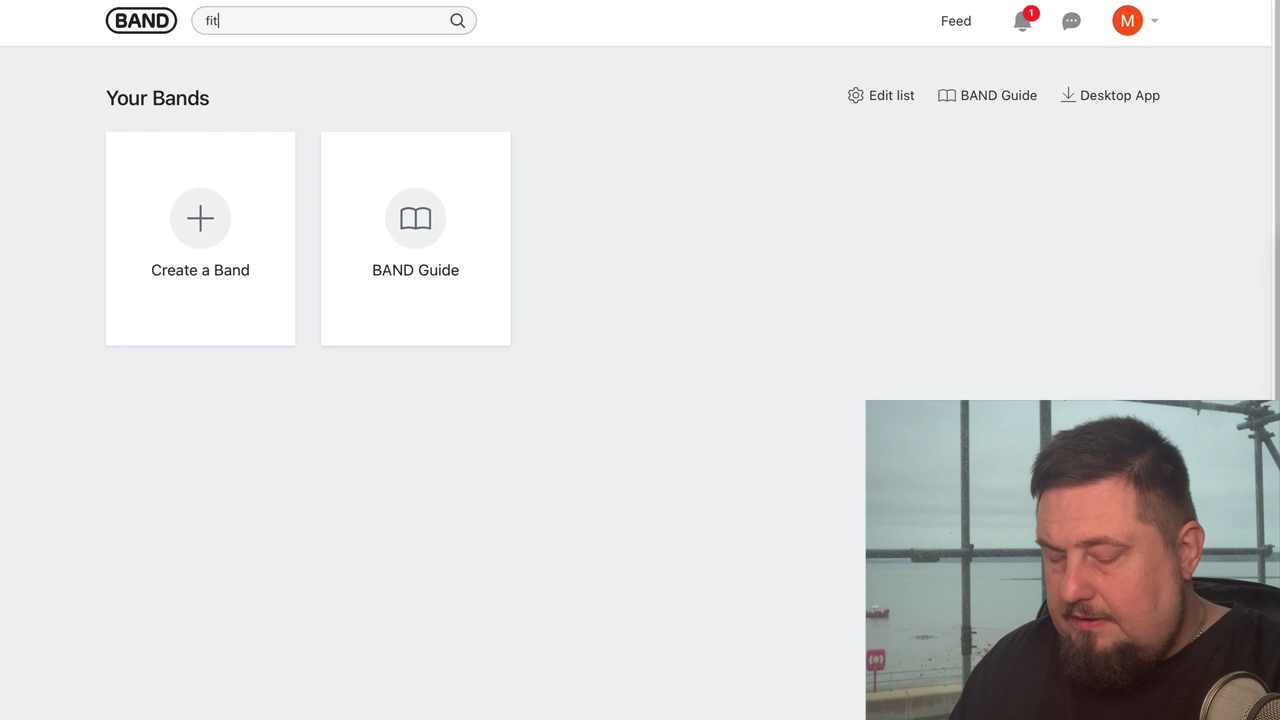 BAND
fit
Feed
1
M
Your Bands
Edit list
BAND Guide
Desktop App
Create a Band
BAND Guide